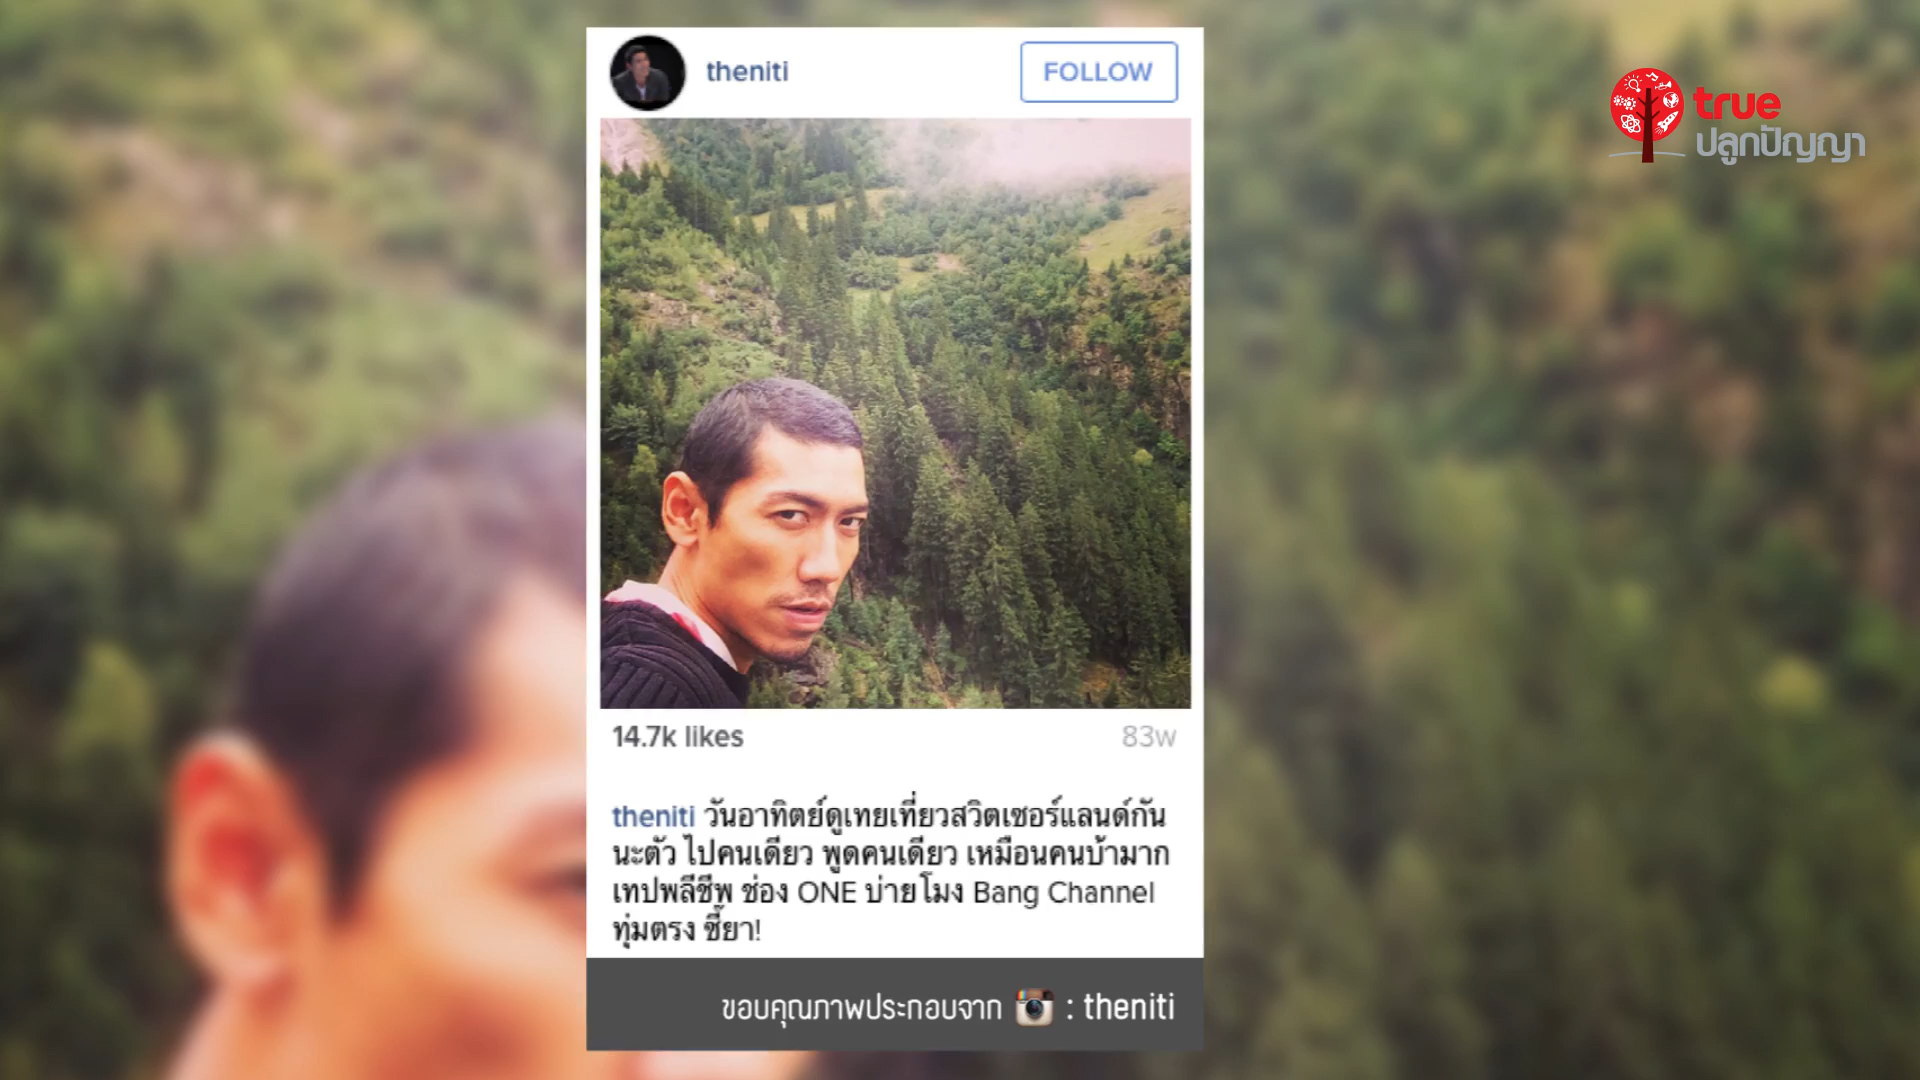 theniti
FOLLOW
true
ปลูกปัญญา
14.7k likes
83w
theniti วันอาทิตย์ดูเทยเที่ยวสวิตเซอร์แลนด์กัน
นะตัว ไปคนเดียว พูดคนเดียว เหมือนคนบ้ามาก
เทปพลีชีพ ช่อง ONE บ่ายโมง Bang Channel
ทุ่มตรง ซี๊ยา!
ขอบคุณภาพประกอบจาก : theniti